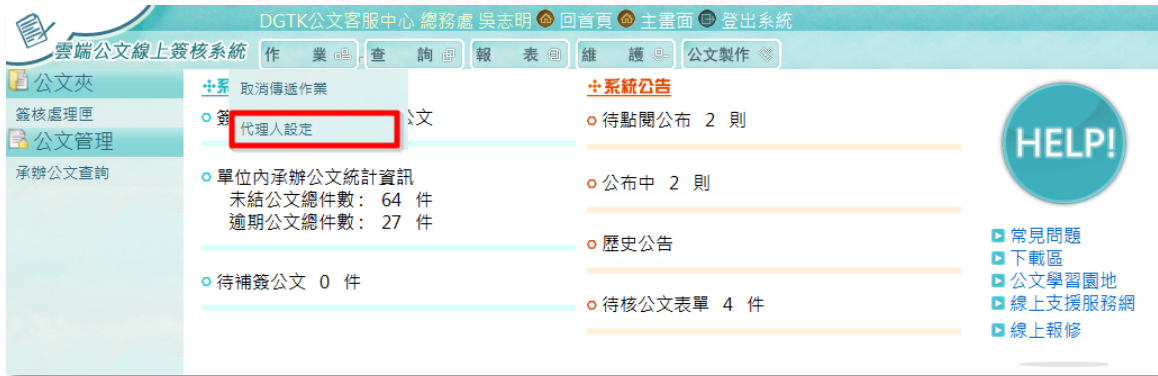 DGTK公文客服中心 總務處 吳志明 回首頁 主畫面 登出系統
雲端公文線上簽核系統
作 業 查 詢 報 表 維 護 公文製作
公文夾
簽核處理匣
公文管理
承辦公文查詢
系
取消傳遞作業
代理人設定
公文
單位內承辦公文統計資訊
未結公文總件數： 64 件
逾期公文總件數： 27 件
待補簽公文 0 件
系統公告
待點閱公布 2 則
公布中 2 則
歷史公告
待核公文表單 4 件
HELP!
常見問題
下載區
公文學習園地
線上支援服務網
線上報修